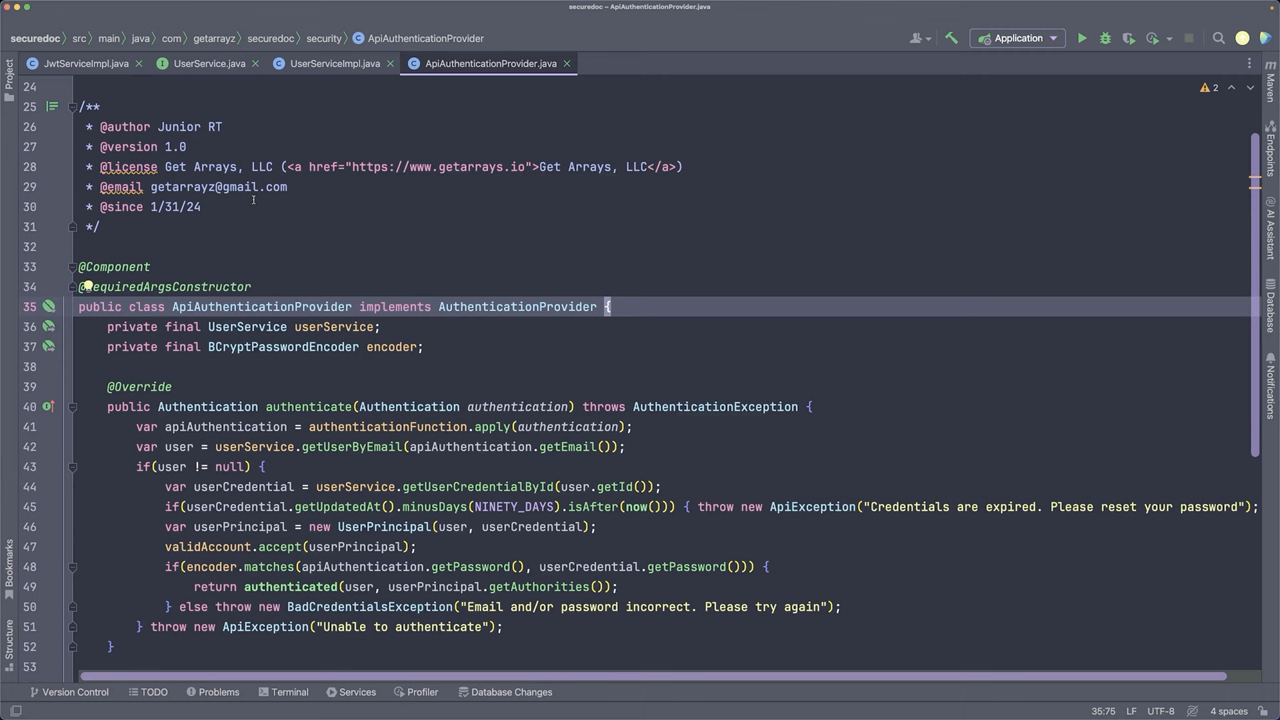 securedoc – ApiAuthenticationProvider.java
securedoc src main java com getarrayz securedoc security ApiAuthenticationProvider
Application
JwtServiceImpl.java UserService.java UserServiceImpl.java ApiAuthenticationProvider.java
Project
Maven
Endpoints
AI Assistant
Database
Notifications
Bookmarks
Structure
2
24
25 /**
26 * @author Junior RT
27 * @version 1.0
28 * @license Get Arrays, LLC (<a href="https://www.getarrays.io">Get Arrays, LLC</a>)
29 * @email getarrayz@gmail.com
30 * @since 1/31/24
31 */
32
33 @Component
34 @RequiredArgsConstructor
35 public class ApiAuthenticationProvider implements AuthenticationProvider {
36 private final UserService userService;
37 private final BCryptPasswordEncoder encoder;
38
39 @Override
40 public Authentication authenticate(Authentication authentication) throws AuthenticationException {
41 var apiAuthentication = authenticationFunction.apply(authentication);
42 var user = userService.getUserByEmail(apiAuthentication.getEmail());
43 if(user != null) {
44 var userCredential = userService.getUserCredentialById(user.getId());
45 if(userCredential.getUpdatedAt().minusDays(NINETY_DAYS).isAfter(now())) { throw new ApiException("Credentials are expired. Please reset your password");
46 var userPrincipal = new UserPrincipal(user, userCredential);
47 validAccount.accept(userPrincipal);
48 if(encoder.matches(apiAuthentication.getPassword(), userCredential.getPassword())) {
49 return authenticated(user, userPrincipal.getAuthorities());
50 } else throw new BadCredentialsException("Email and/or password incorrect. Please try again");
51 } throw new ApiException("Unable to authenticate");
52 }
53
Version Control TODO Problems Terminal Services Profiler Database Changes
35:75 LF UTF-8 4 spaces